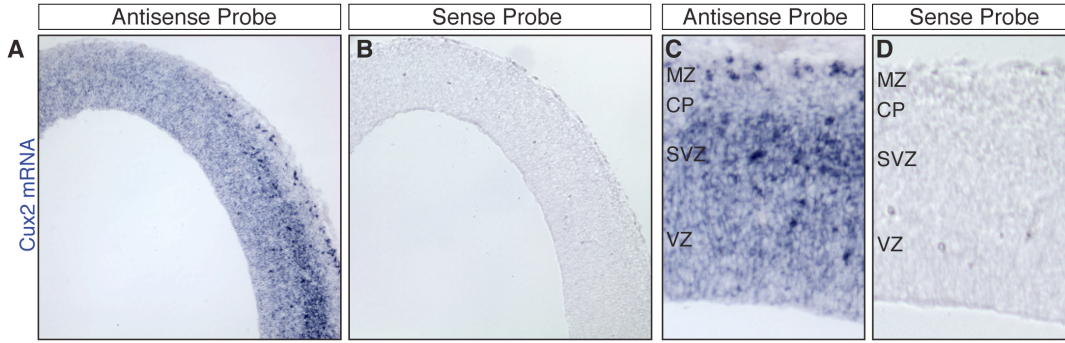 Antisense Probe
Sense Probe
Antisense Probe
Sense Probe
A
B
C
D
Cux2 mRNA
MZ
CP
SVZ
VZ
MZ
CP
SVZ
VZ